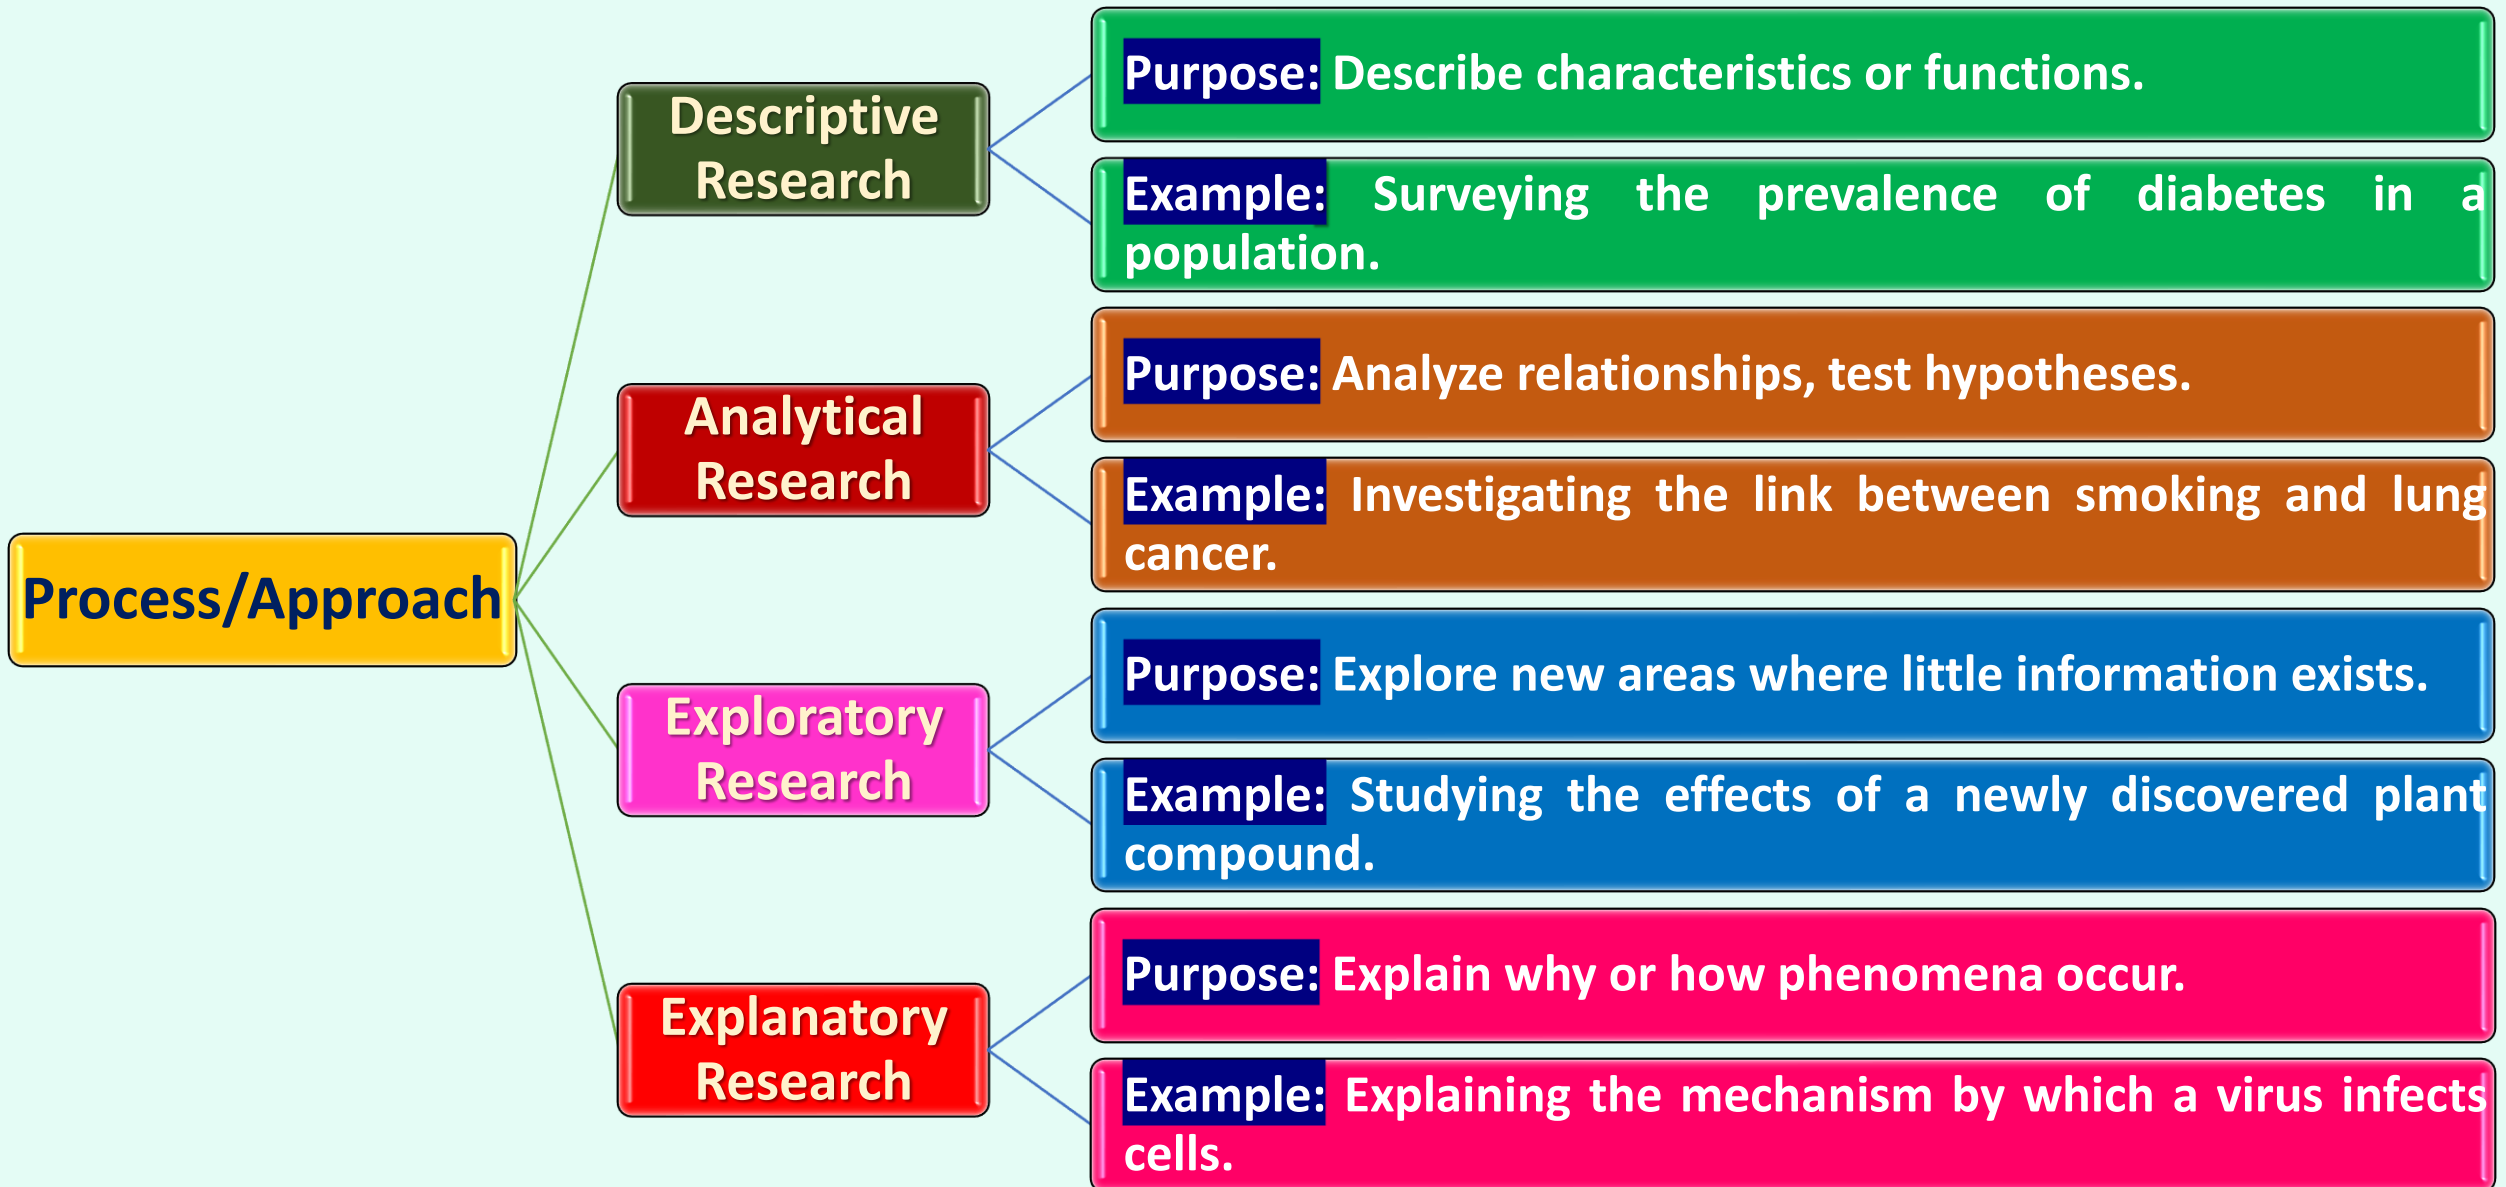 Process/Approach
Descriptive
Research
Purpose: Describe characteristics or functions.
Example: Surveying the prevalence of diabetes in a
population.
Analytical
Research
Purpose: Analyze relationships, test hypotheses.
Example: Investigating the link between smoking and lung
cancer.
Exploratory
Research
Purpose: Explore new areas where little information exists.
Example: Studying the effects of a newly discovered plant
compound.
Explanatory
Research
Purpose: Explain why or how phenomena occur.
Example: Explaining the mechanism by which a virus infects
cells.